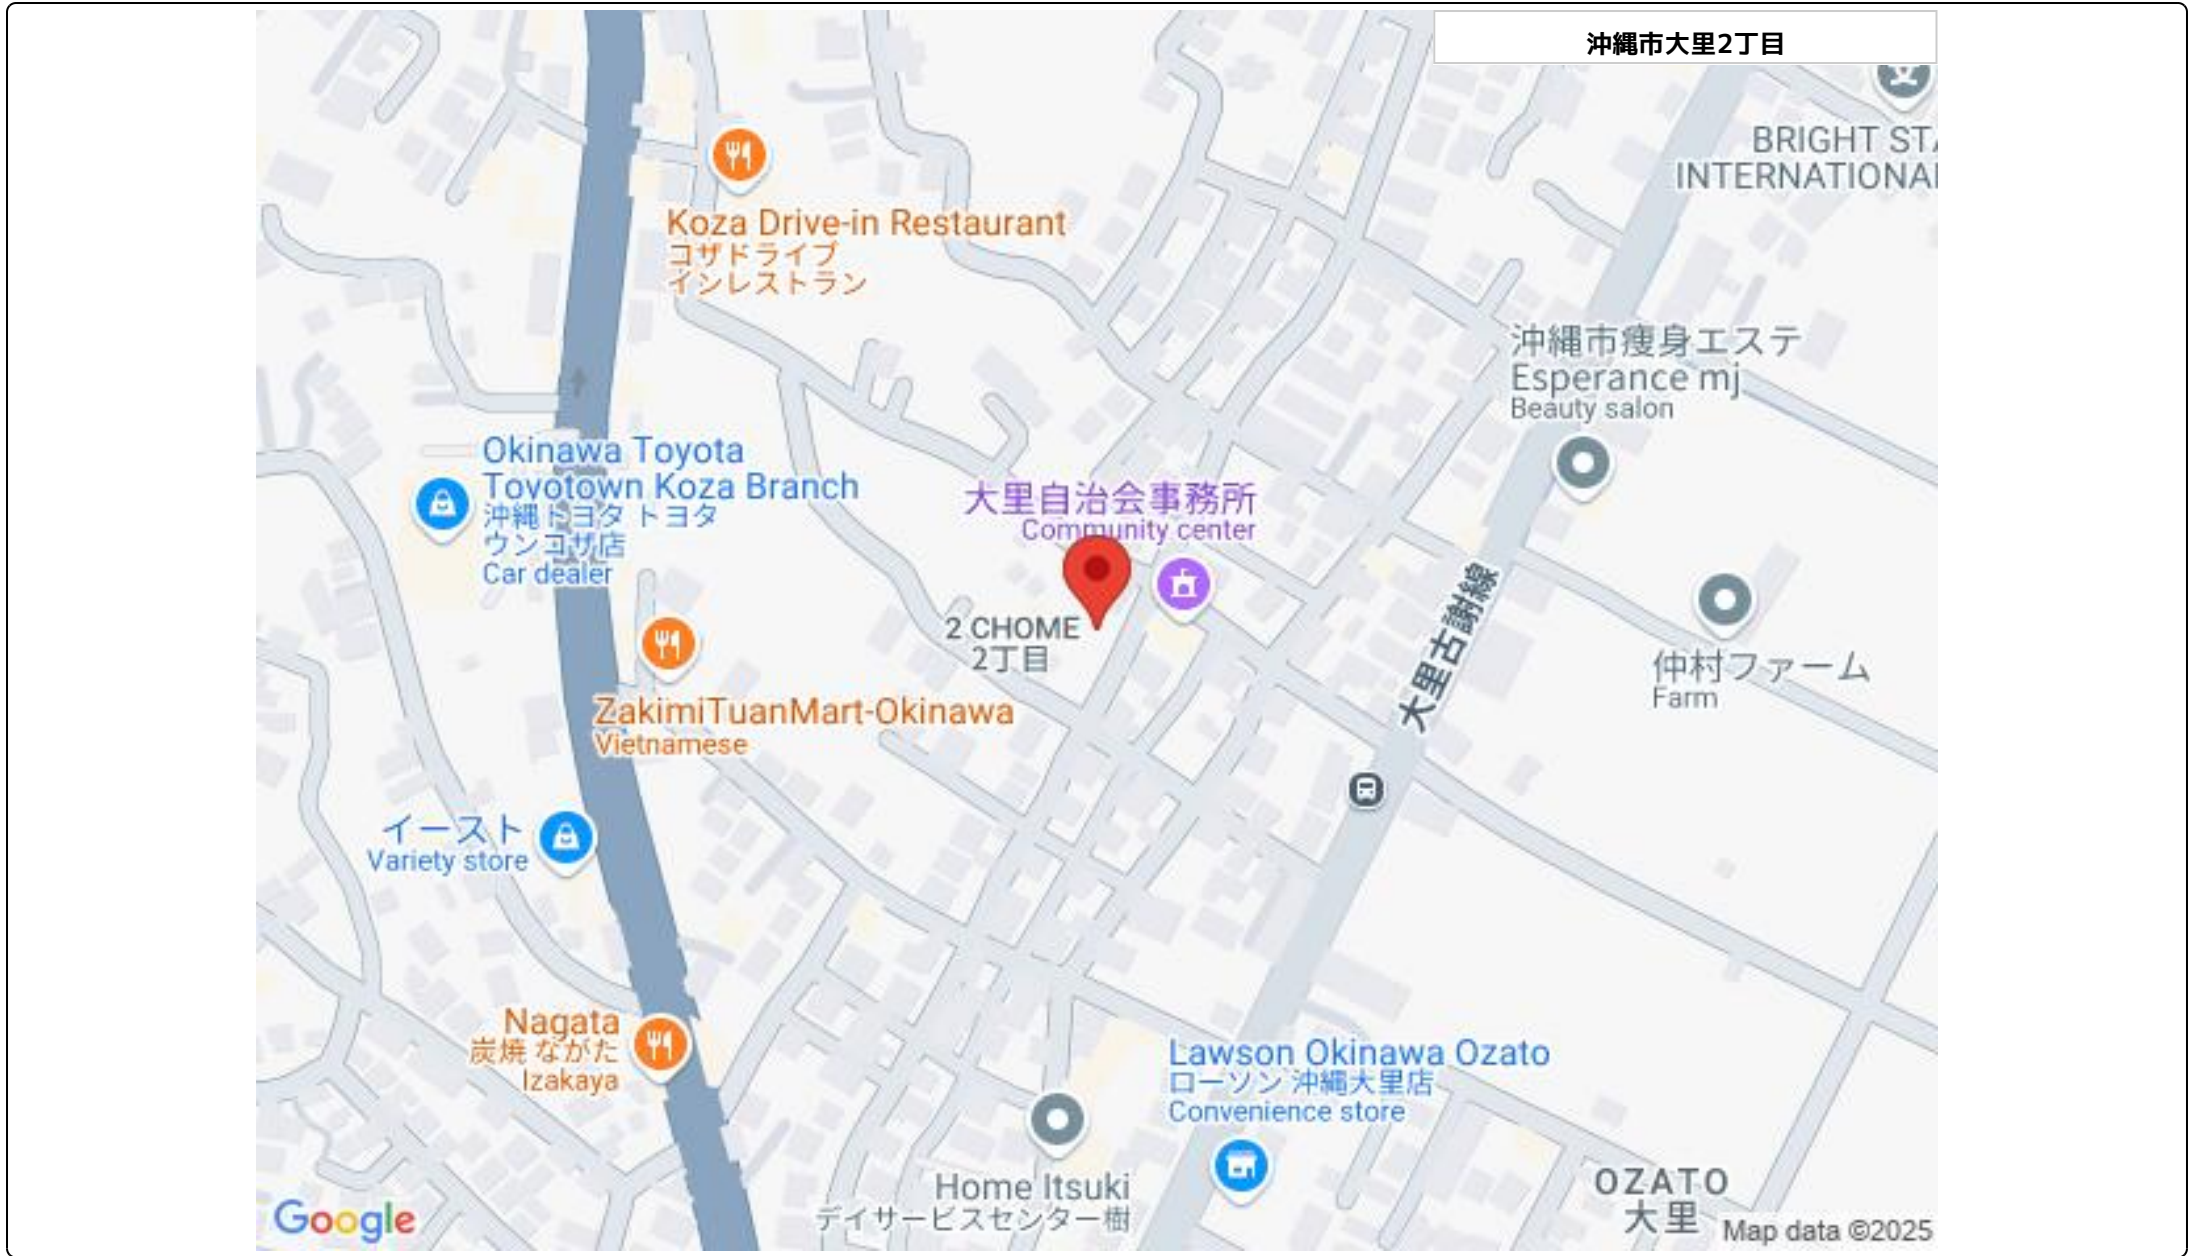 沖縄市大里2丁目
BRIGHT STA
INTERNATIONAL
Koza Drive-in Restaurant
コザドライブ
インレストラン
沖縄市痩身エステ
Esperance mj
Beauty salon
Okinawa Toyota
Toyotown Koza Branch
沖縄トヨタ トヨタ
ウンコザ店
Car dealer
大里自治会事務所
Community center
2 CHOME
2丁目
大里古謝線
仲村ファーム
Farm
ZakimiTuanMart-Okinawa
Vietnamese
イースト
Variety store
Nagata
炭焼 ながた
Izakaya
Lawson Okinawa Ozato
ローソン 沖縄大里店
Convenience store
Home Itsuki
デイサービスセンター樹
OZATO
大里
Google
Map data ©2025